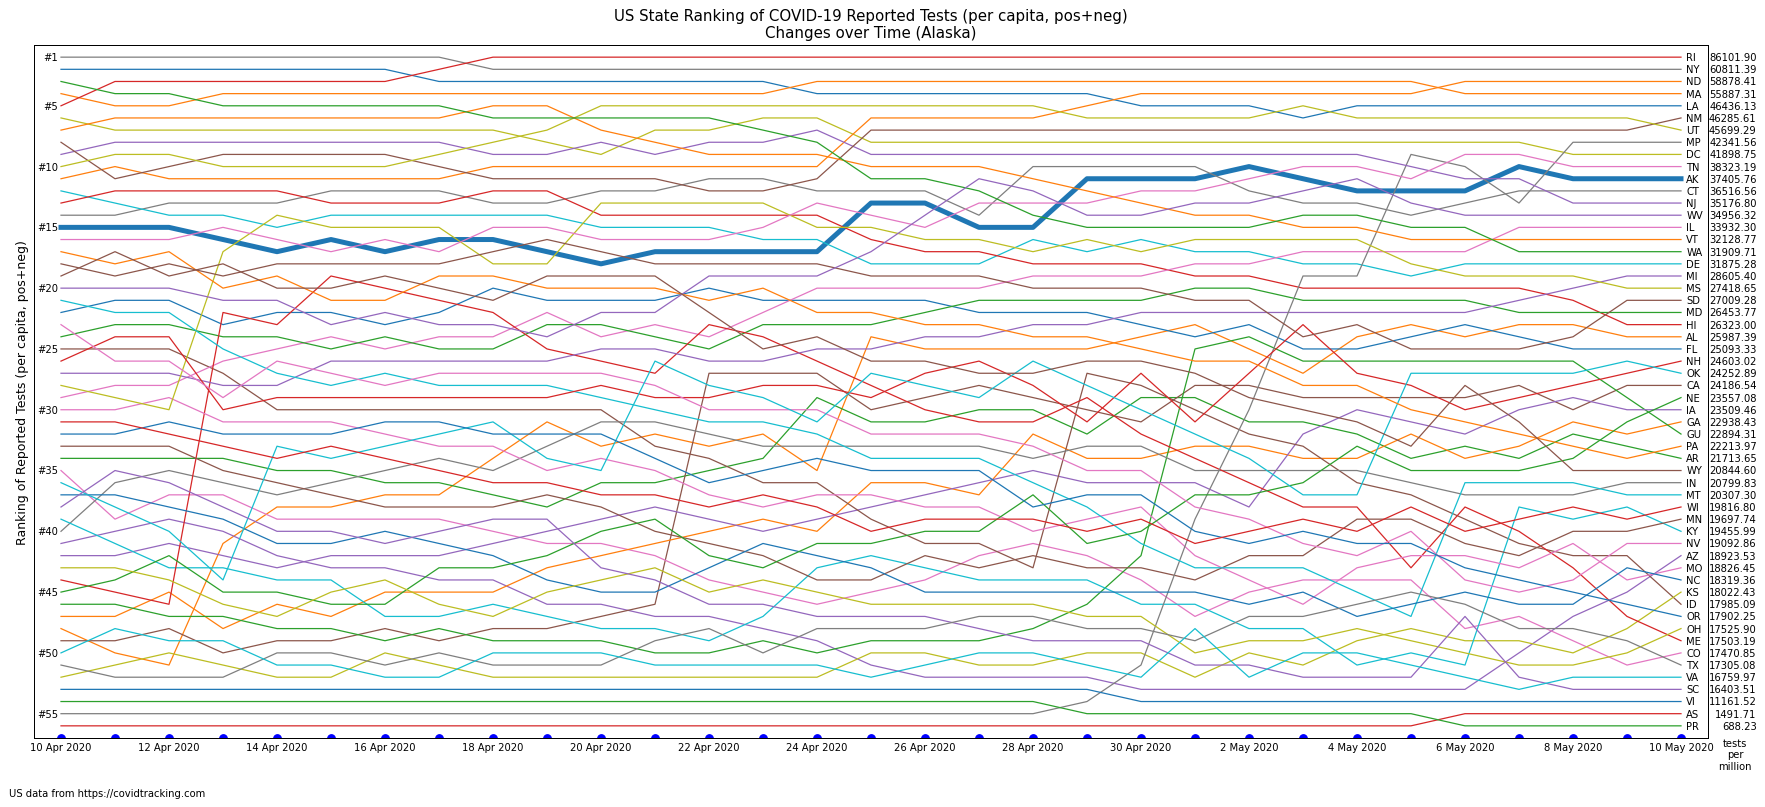 US State Ranking of COVID-19 Reported Tests (per capita, pos+neg)
Changes over Time (Alaska)
Ranking of Reported Tests (per capita, pos+neg)
#1
#5
#10
#15
#20
#25
#30
#35
#40
#45
#50
#55
RI 86101.90
NY 60811.39
ND 58878.41
MA 55887.31
LA 46436.13
NM 46285.61
UT 45699.29
MP 42341.56
DC 41898.75
TN 38323.19
AK 37405.76
CT 36516.56
NJ 35176.80
WV 34956.32
IL 33932.30
VT 32128.77
WA 31909.71
DE 31875.28
MI 28605.40
MS 27418.65
SD 27009.28
MD 26453.77
HI 26323.00
AL 25987.39
FL 25093.33
NH 24603.02
OK 24252.89
CA 24186.54
NE 23557.08
IA 23509.46
GA 22938.43
GU 22894.31
PA 22213.97
AR 21713.65
WY 20844.60
IN 20799.83
MT 20307.30
WI 19816.80
MN 19697.74
KY 19455.99
NV 19092.86
AZ 18923.53
MO 18826.45
NC 18319.36
KS 18022.43
ID 17985.09
OR 17902.25
OH 17525.90
ME 17503.19
CO 17470.85
TX 17305.08
VA 16759.97
SC 16403.51
VI 11161.52
AS 1491.71
PR 688.23
10 Apr 2020 12 Apr 2020 14 Apr 2020 16 Apr 2020 18 Apr 2020 20 Apr 2020 22 Apr 2020 24 Apr 2020 26 Apr 2020 28 Apr 2020 30 Apr 2020 2 May 2020 4 May 2020 6 May 2020 8 May 2020 10 May 2020
tests
per
million
US data from https://covidtracking.com